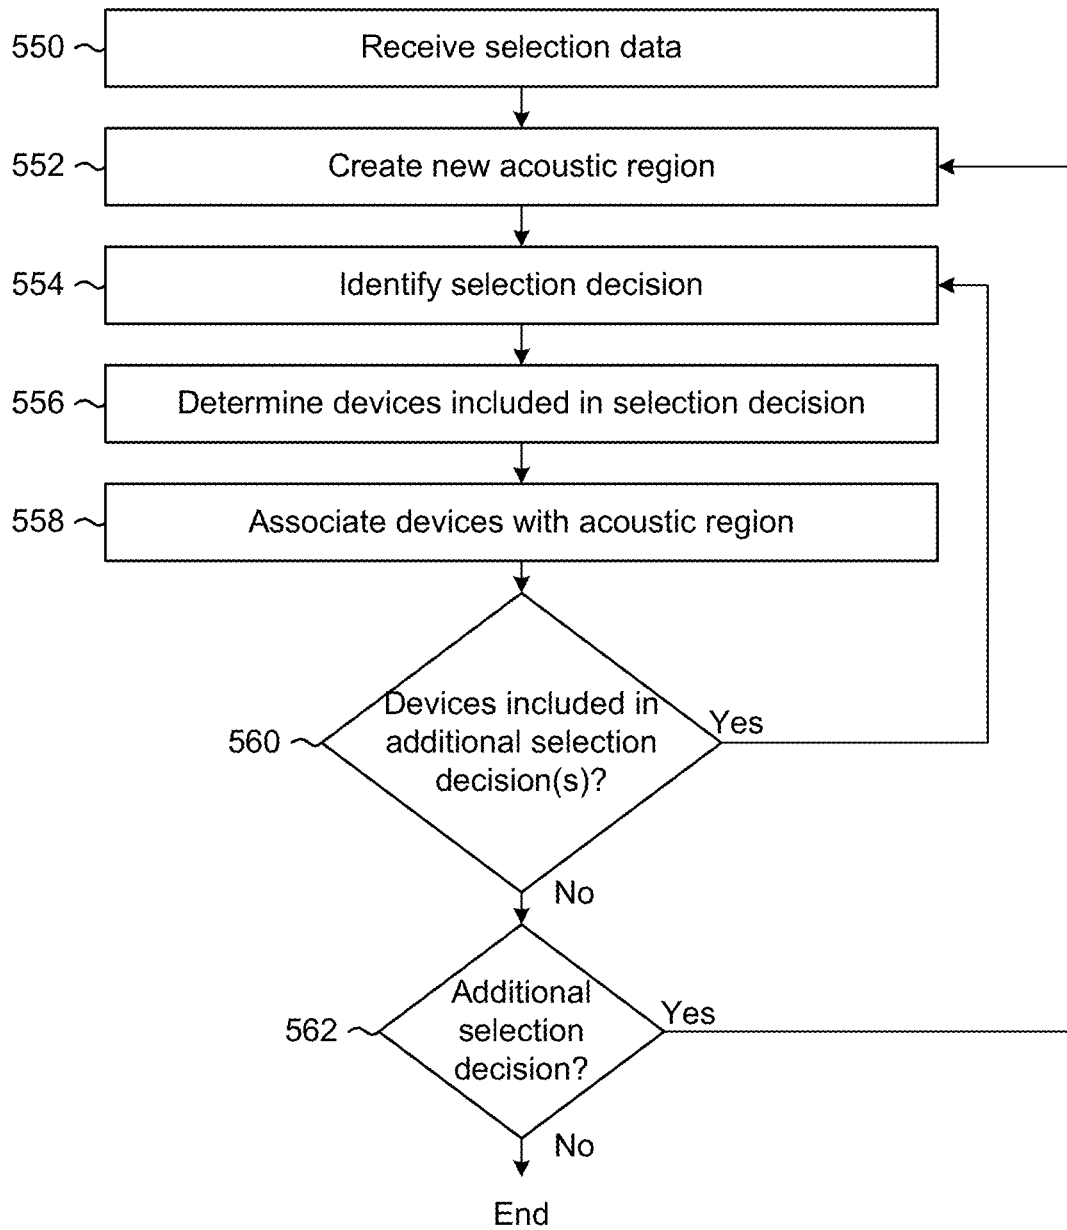 550
Receive selection data
552
Create new acoustic region
554
Identify selection decision
556
Determine devices included in selection decision
558
Associate devices with acoustic region
560
Devices included in
additional selection
decision(s)?
Yes
No
562
Additional
selection
decision?
Yes
No
End